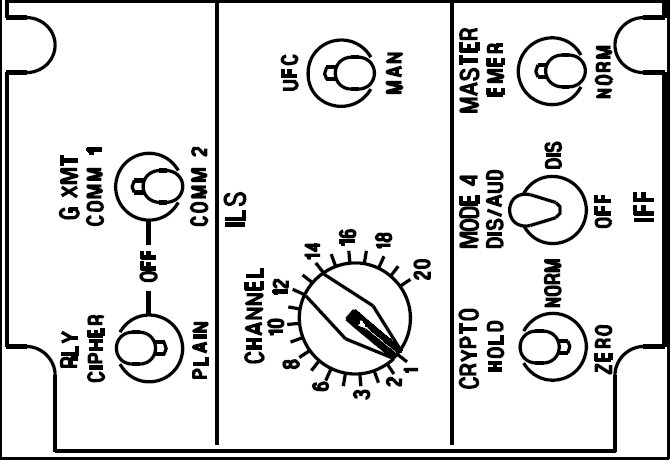 RLY
CIPHER
PLAIN
OFF
G XMT
COMM 1
COMM 2
ILS
UFC
MAN
CHANNEL
1
2
3
6
8
10
12
14
16
18
20
IFF
MASTER
EMER
NORM
MODE 4
DIS/AUD
DIS
OFF
CRYPTO
HOLD
NORM
ZERO